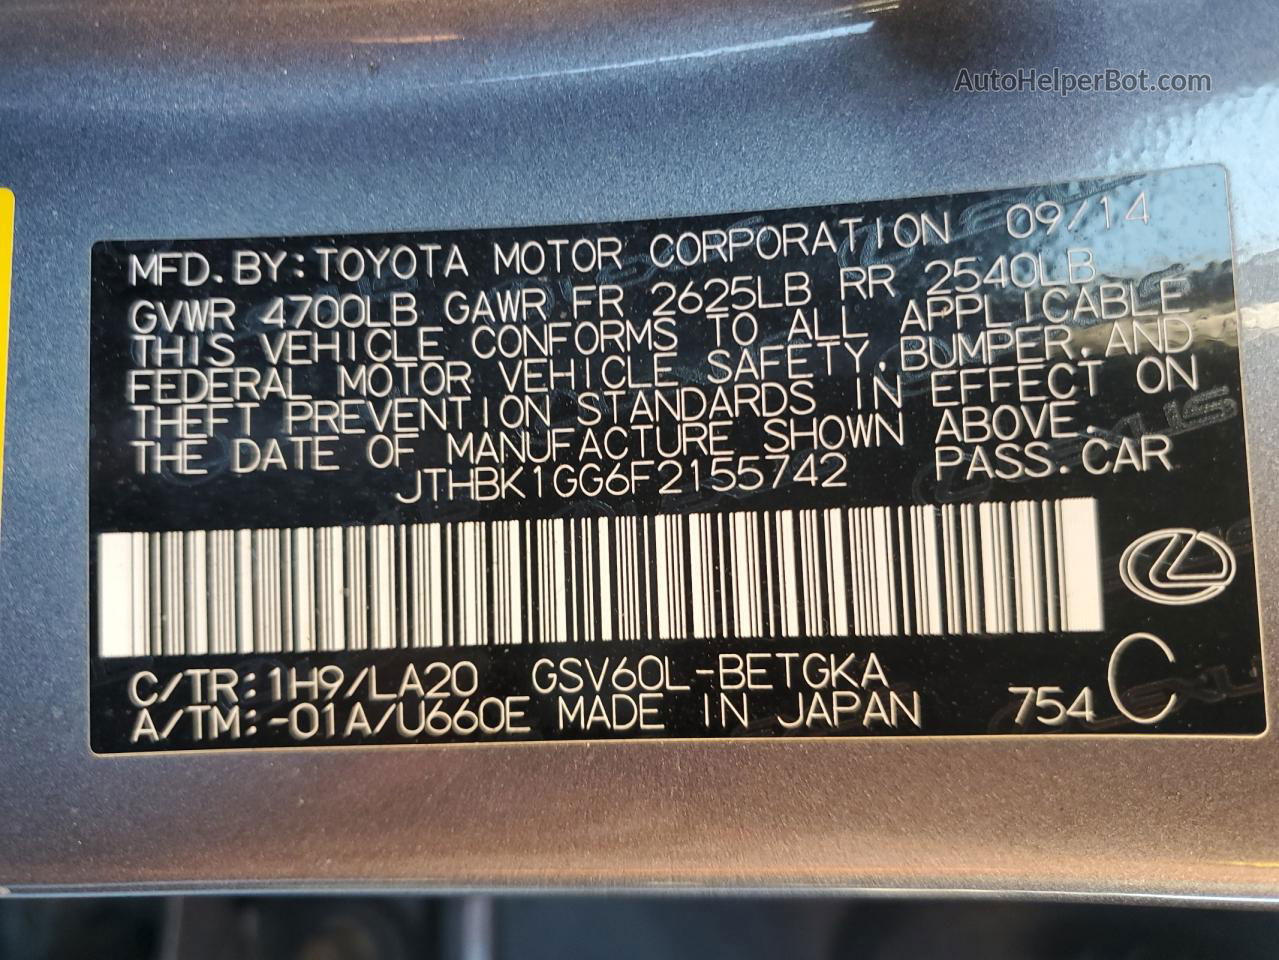 AutoHelperBot.com
MFD.BY:TOYOTA MOTOR CORPORATION 09/14
GVWR 4700LB GAWR FR 2625LB RR 2540LB
THIS VEHICLE CONFORMS TO ALL APPLICABLE
FEDERAL MOTOR VEHICLE SAFETY,BUMPER,AND
THEFT PREVENTION STANDARDS IN EFFECT ON
THE DATE OF MANUFACTURE SHOWN ABOVE.
JTHBK1GG6F2155742 PASS.CAR
C/TR:1H9/LA20 GSV60L-BETGKA
A/TM:-01A/U660E MADE IN JAPAN 754 C